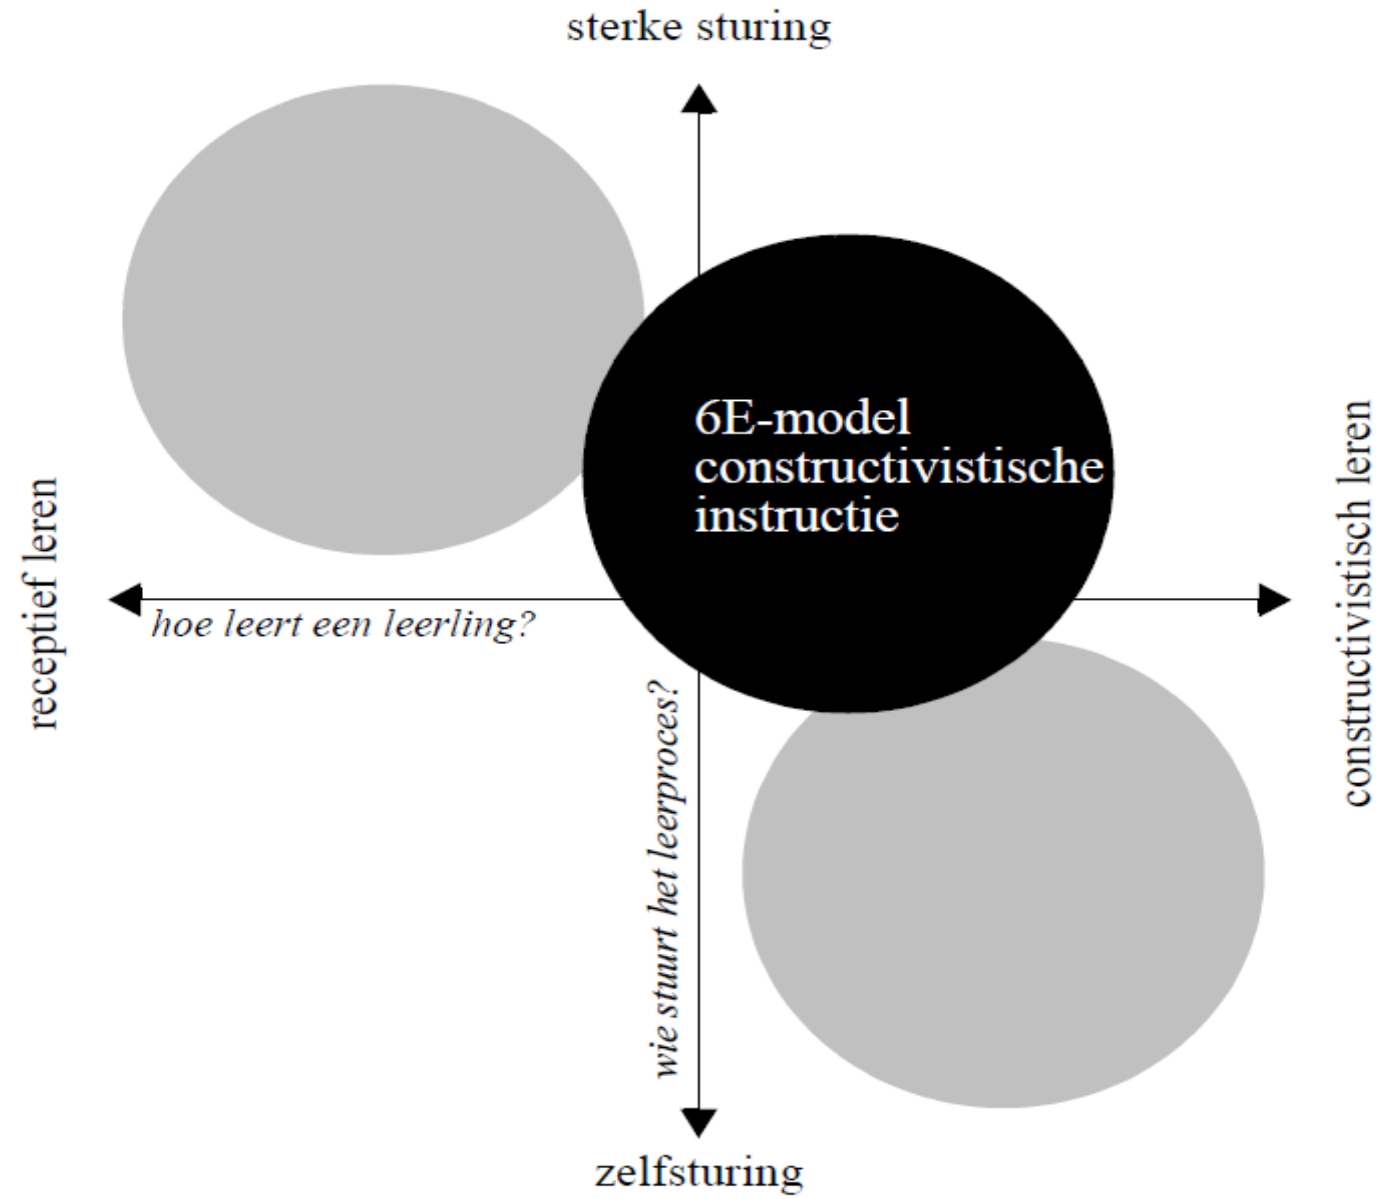 sterke sturing
6E-model
constructivistische
instructie
receptief leren
constructivistisch leren
hoe leert een leerling?
wie stuurt het leerproces?
zelfsturing